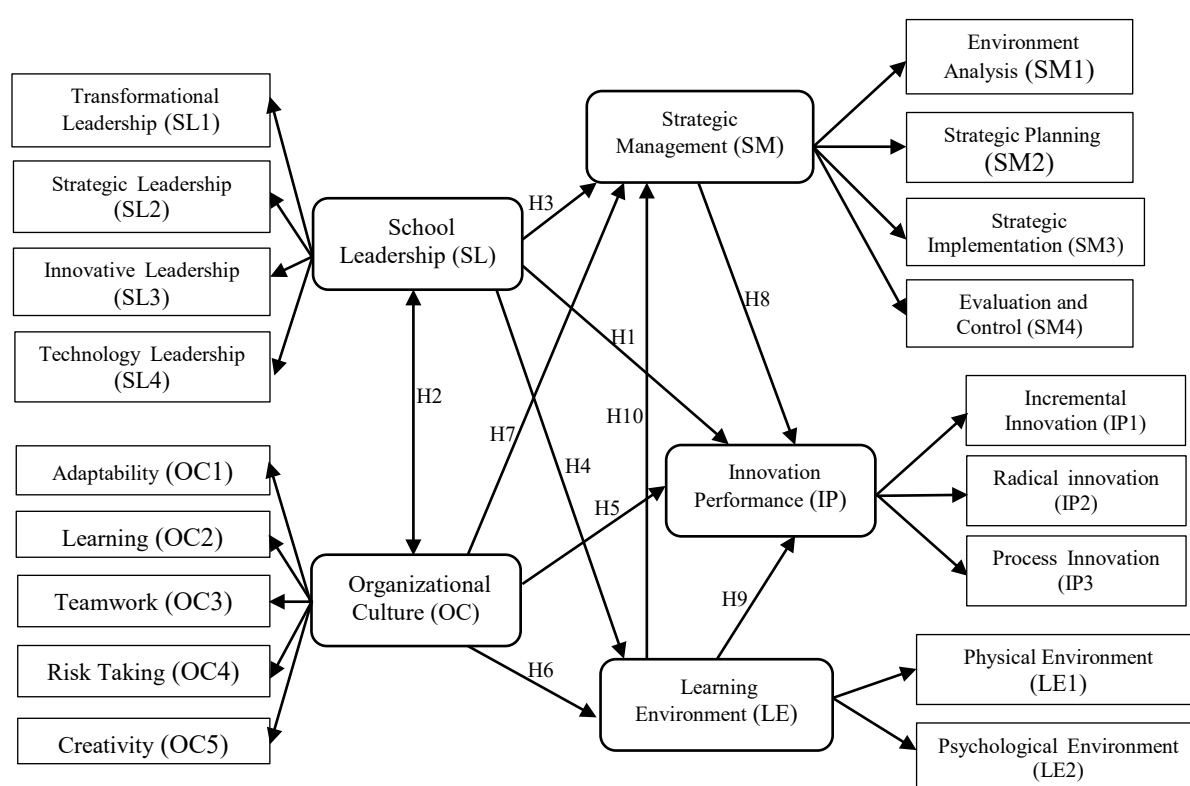 Transformational
Leadership (SL1)
Strategic Leadership
(SL2)
Innovative Leadership
(SL3)
Technology Leadership
(SL4)
Adaptability (OC1)
Learning (OC2)
Teamwork (OC3)
Risk Taking (OC4)
Creativity (OC5)
School
Leadership (SL)
H2
Organizational
Culture (OC)
H3
H1
H7
H4
H5
H6
H10
H8
H9
Strategic
Management (SM)
Innovation
Performance (IP)
Learning
Environment (LE)
Environment
Analysis (SM1)
Strategic Planning
(SM2)
Strategic
Implementation (SM3)
Evaluation and
Control (SM4)
Incremental
Innovation (IP1)
Radical innovation
(IP2)
Process Innovation
(IP3
Physical Environment
(LE1)
Psychological Environment
(LE2)